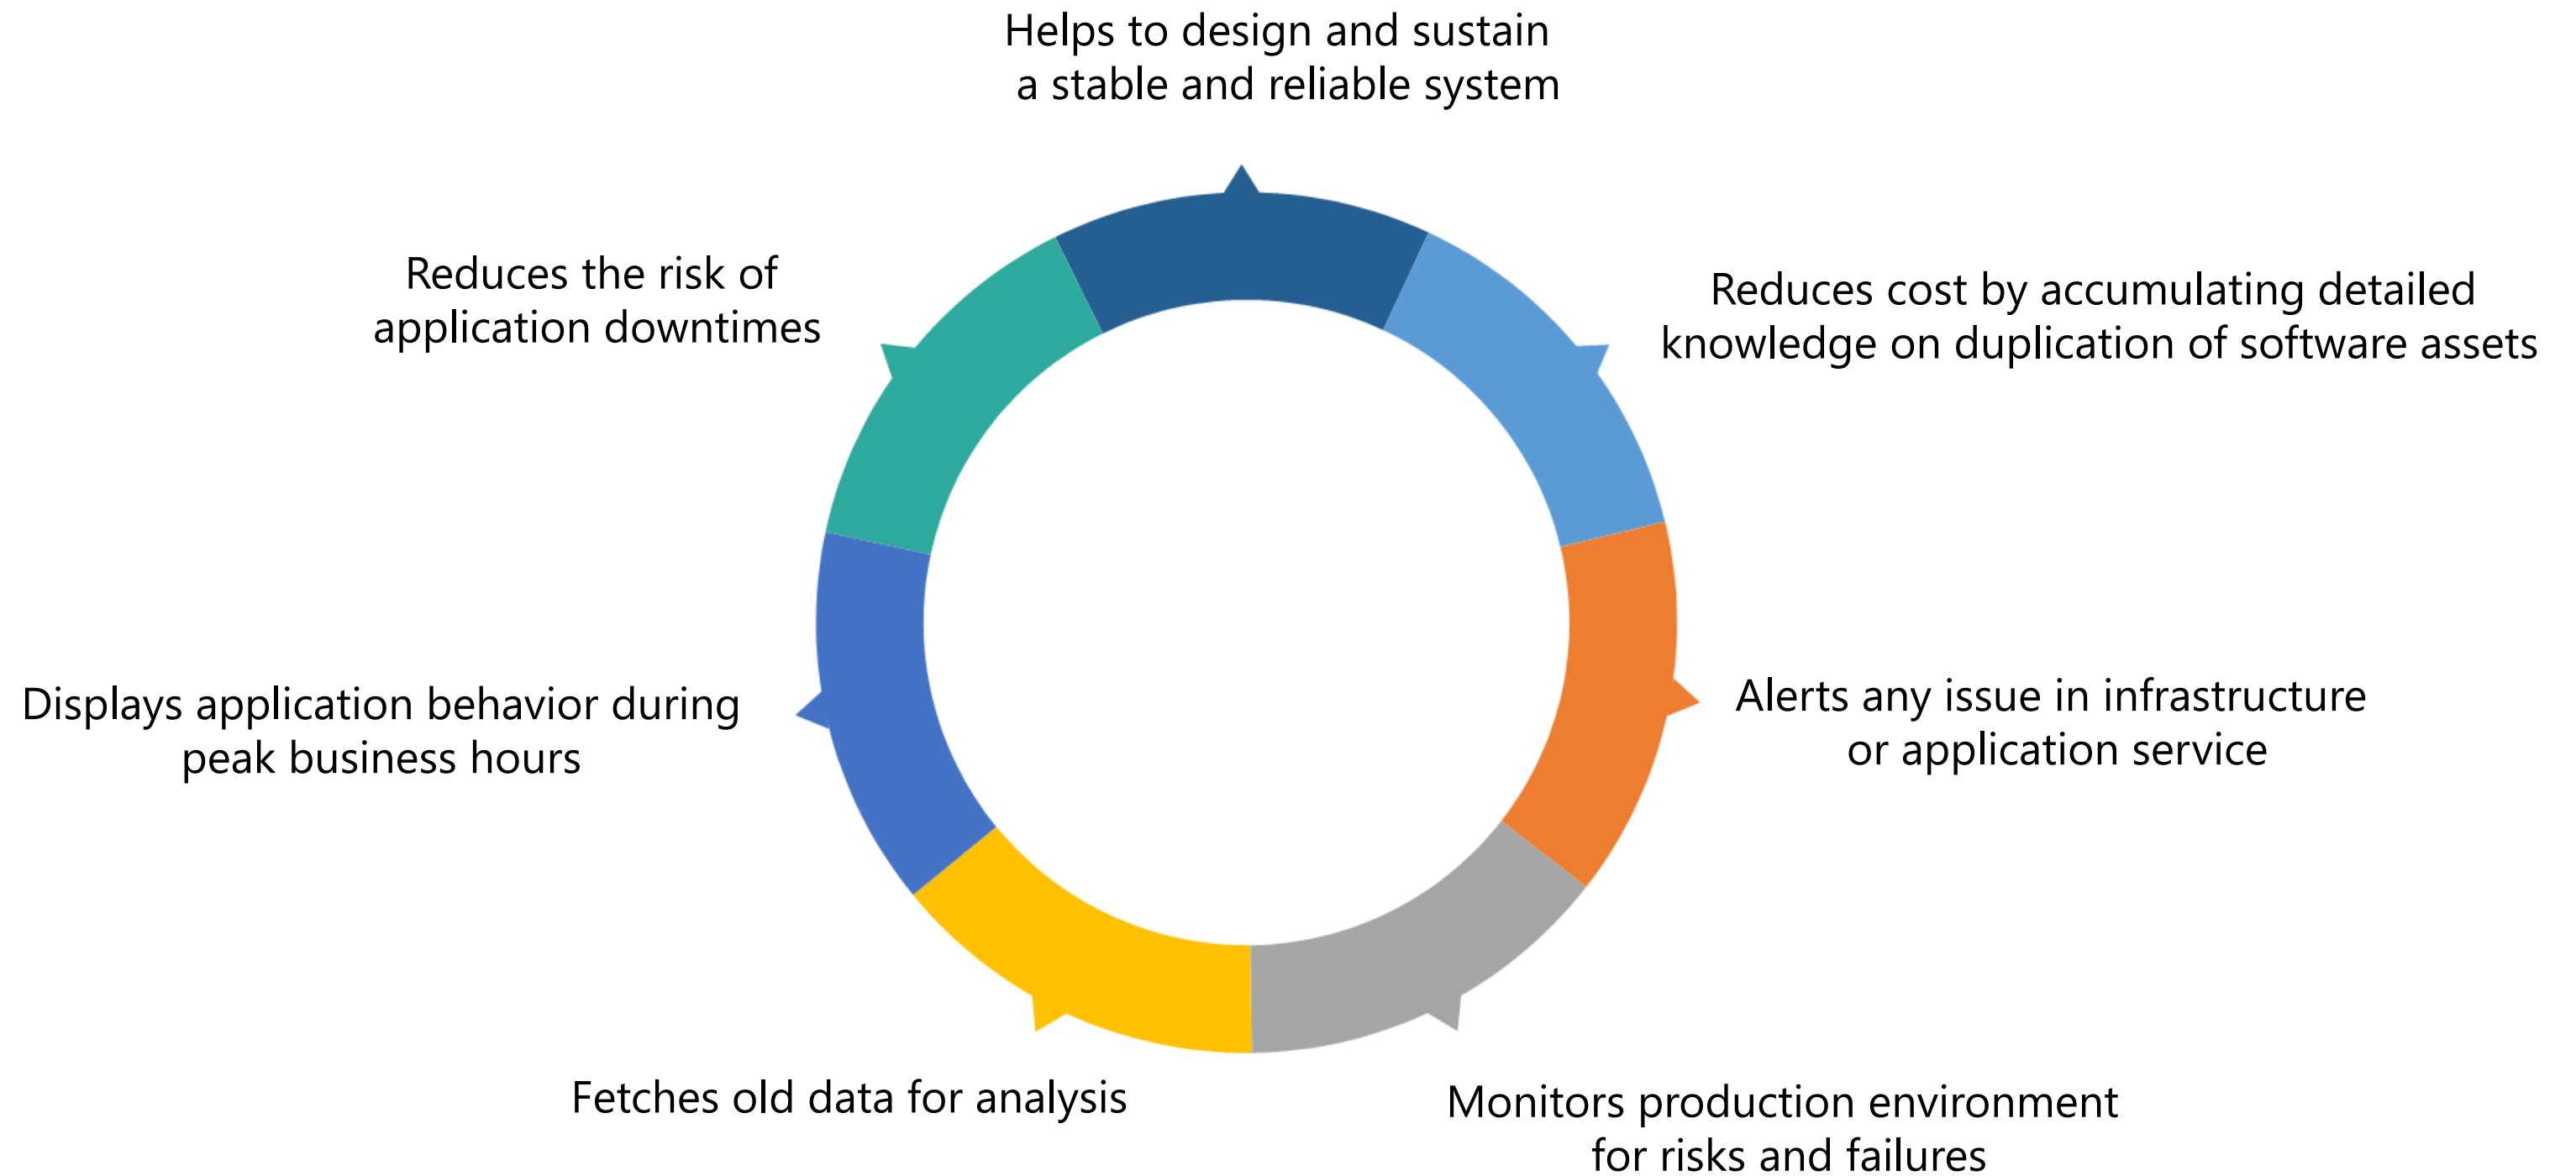 Helps to design and sustain
a stable and reliable system
Reduces the risk of
application downtimes
Reduces cost by accumulating detailed
knowledge on duplication of software assets
Displays application behavior during
peak business hours
Alerts any issue in infrastructure
or application service
Fetches old data for analysis
Monitors production environment
for risks and failures